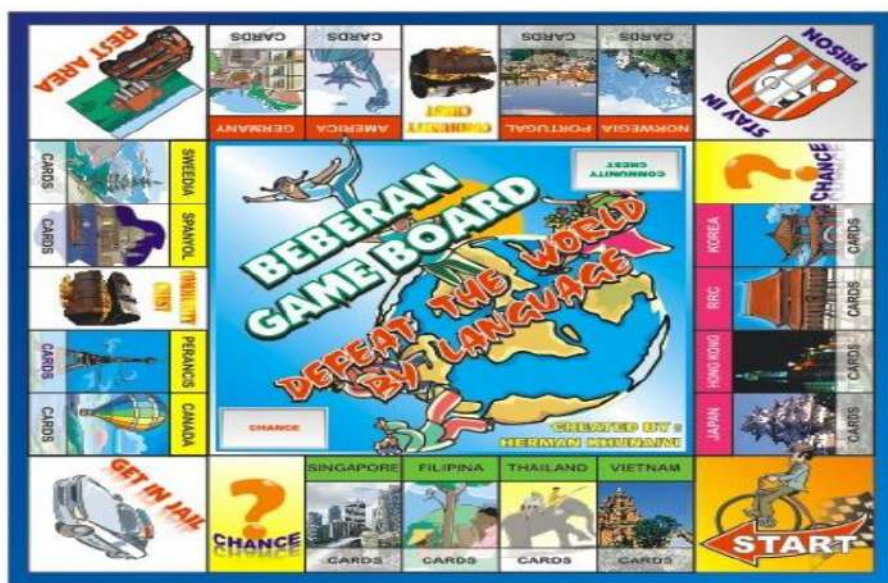 REST AREA
CARDS
GERMANY
CARDS
AMERICA
COMMUNITY
CHEST
CARDS
PORTUGAL
CARDS
NORWEGIA
STAY IN
PRISON
SWEEDIA
CARDS
SPANYOL
CARDS
COMMUNITY
CHEST
PERANCIS
CARDS
CANADA
CARDS
GET IN JAIL
COMMUNITY
CHEST
BEBERAN
GAME BOARD
DEFEAT THE WORLD
BY LANGUAGE
CHANCE
CREATED BY :
HERMAN KHUNAIVI
CHANCE
KOREA
CARDS
RRC
CARDS
HONG KONG
CARDS
JAPAN
CARDS
CHANCE
SINGAPORE
CARDS
FILIPINA
CARDS
THAILAND
CARDS
VIETNAM
CARDS
START